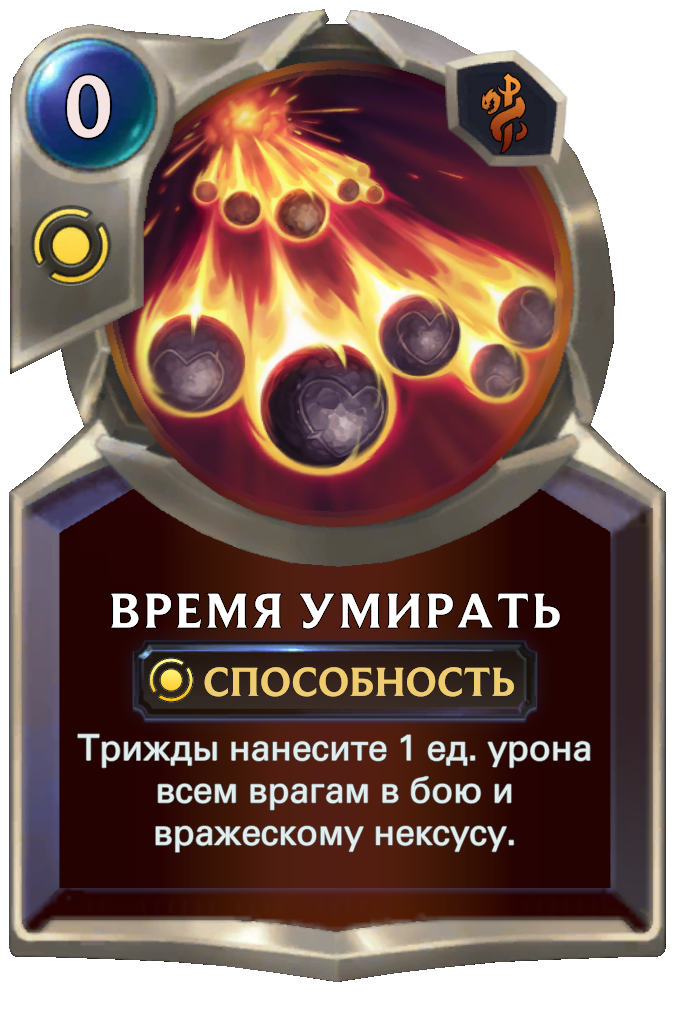 0
ВРЕМЯ УМИРАТЬ
СПОСОБНОСТЬ
Трижды нанесите 1 ед. урона
всем врагам в бою и
вражескому нексусу.